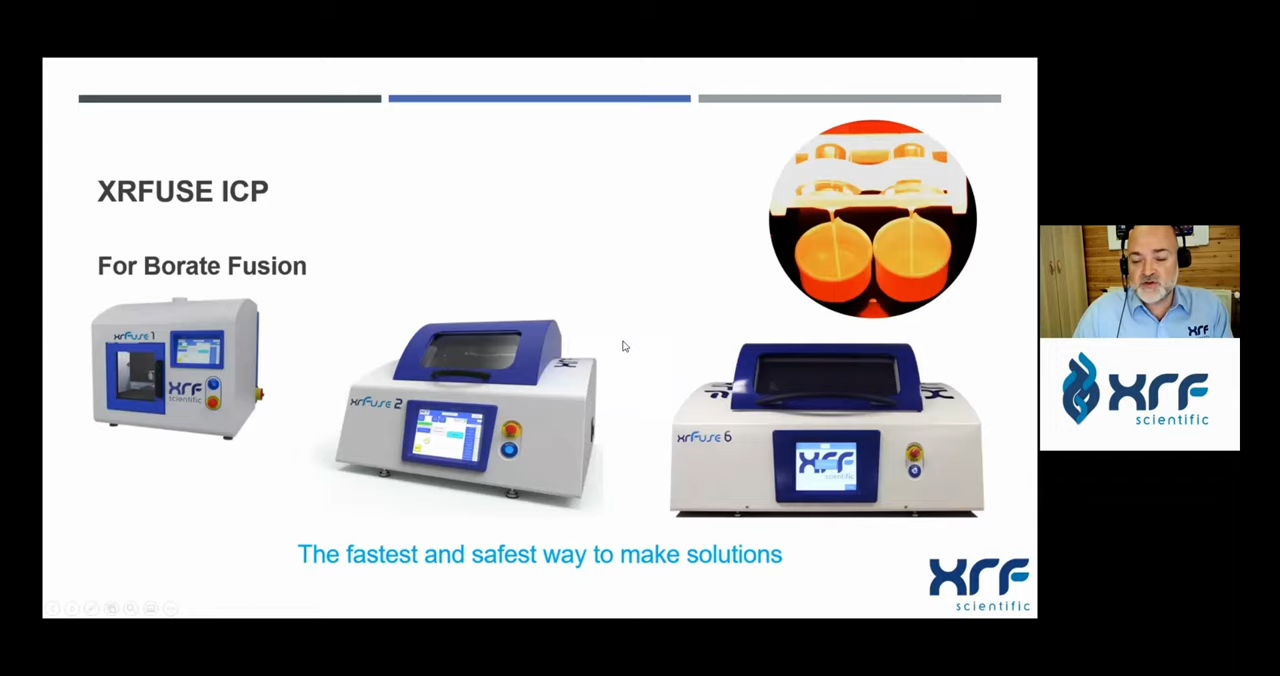 XRFUSE ICP
For Borate Fusion
xrFuse 1
xrf
scientific
xrFuse 2
xrFuse 6
xrf
scientific
The fastest and safest way to make solutions
xrf
scientific
xrf
xrf
scientific